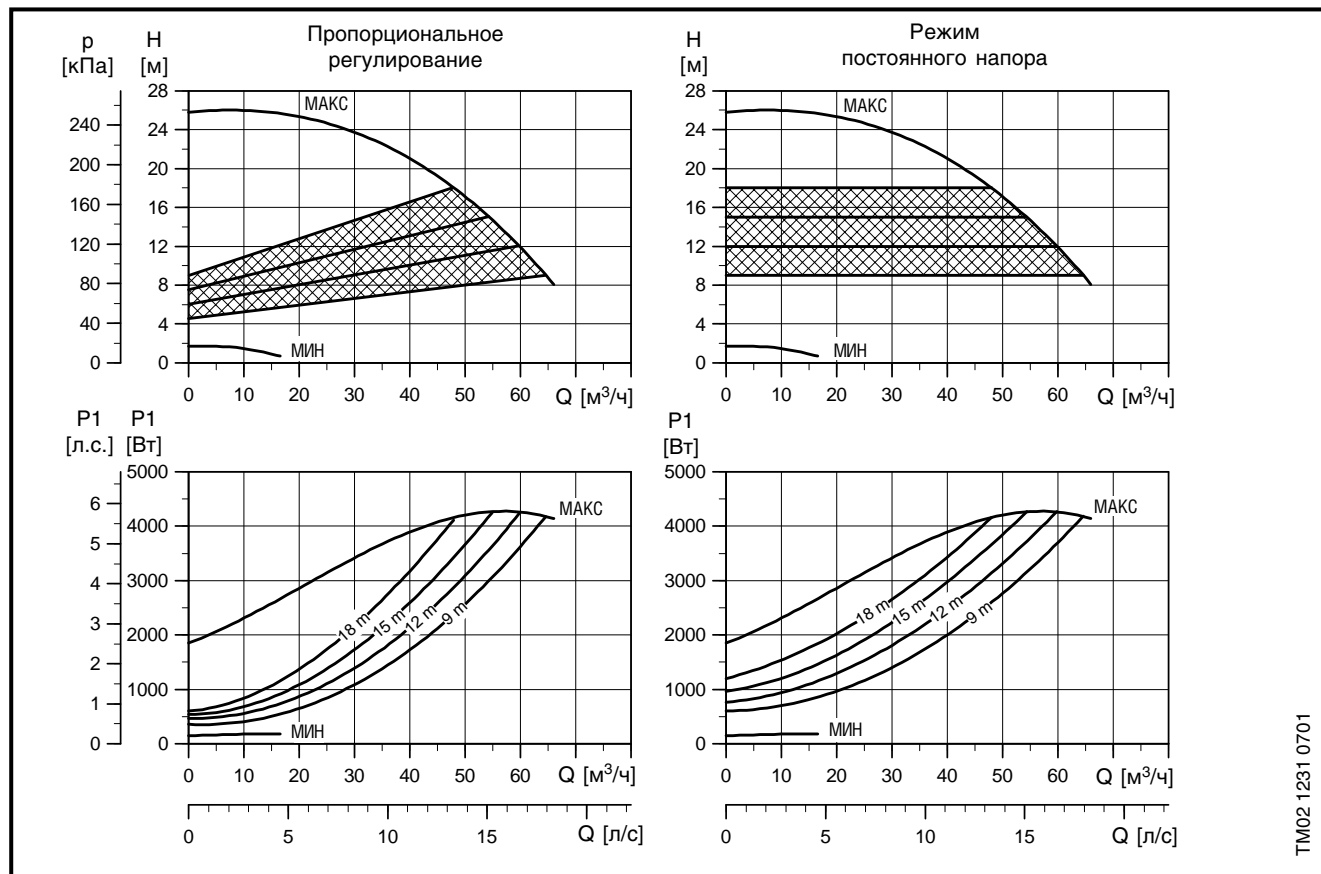 Пропорциональное
регулирование
p
[кПа]
H
[м]
240
200
160
120
80
40
0
28
24
20
16
12
8
4
0
МАКС
МИН
0 10 20 30 40 50 60 Q [м³/ч]
Режим
постоянного напора
H
[м]
28
24
20
16
12
8
4
0
МАКС
МИН
0 10 20 30 40 50 60 Q [м³/ч]
P1
[л.с.]
P1
[Вт]
6
5
4
3
2
1
0
5000
4000
3000
2000
1000
0
МАКС
18 m
15 m
12 m
9 m
МИН
0 10 20 30 40 50 60 Q [м³/ч]
0 5 10 15 Q [л/с]
P1
[Вт]
5000
4000
3000
2000
1000
0
МАКС
18 m
15 m
12 m
9 m
МИН
0 10 20 30 40 50 60 Q [м³/ч]
0 5 10 15 Q [л/с]
TM02 1231 0701